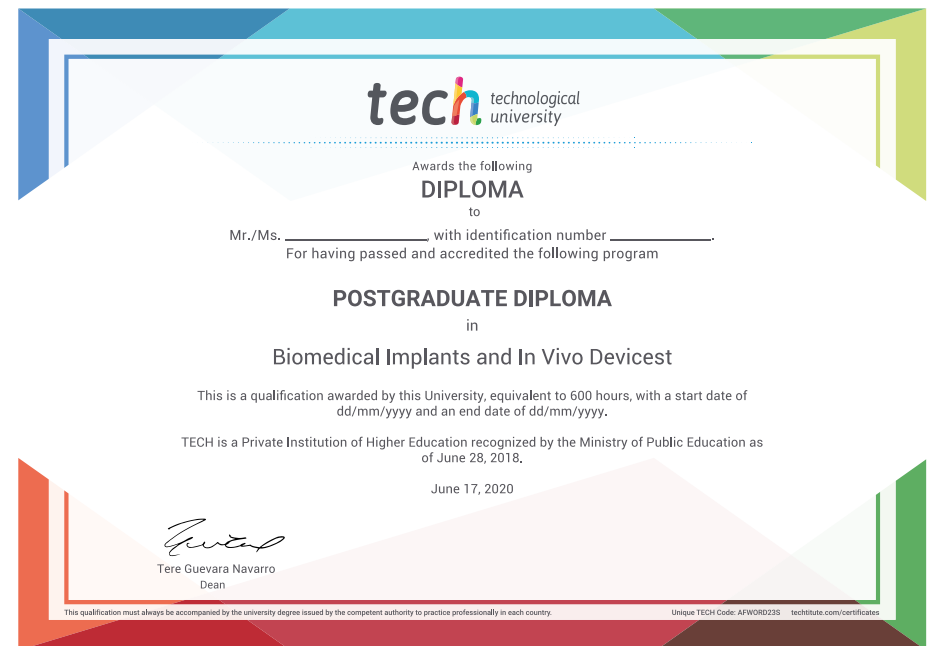 tech technological
university
Awards the following
DIPLOMA
to
Mr./Ms. ____________________, with identification number ______________.
For having passed and accredited the following program
POSTGRADUATE DIPLOMA
in
Biomedical Implants and In Vivo Devicest
This is a qualification awarded by this University, equivalent to 600 hours, with a start date of
dd/mm/yyyy and an end date of dd/mm/yyyy.
TECH is a Private Institution of Higher Education recognized by the Ministry of Public Education as
of June 28, 2018.
June 17, 2020
Tere Guevara Navarro
Dean
This qualification must always be accompanied by the university degree issued by the competent authority to practice professionally in each country.
Unique TECH Code: AFWORD23S techtitute.com/certificates